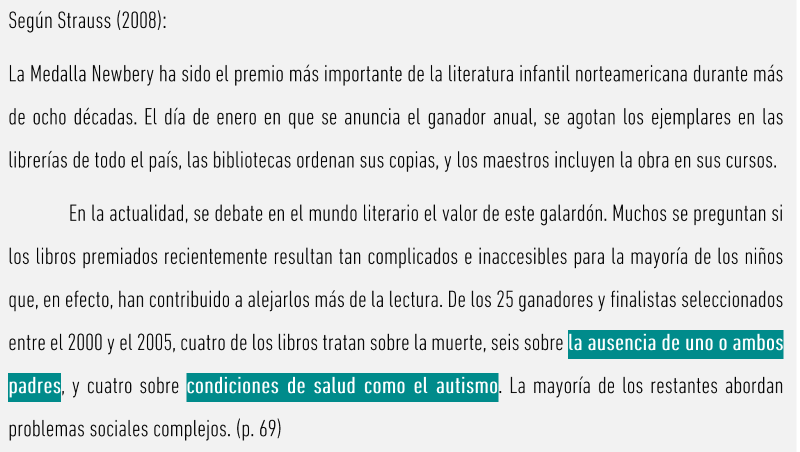 Según Strauss (2008):
La Medalla Newbery ha sido el premio más importante de la literatura infantil norteamericana durante más
de ocho décadas. El día de enero en que se anuncia el ganador anual, se agotan los ejemplares en las
librerías de todo el país, las bibliotecas ordenan sus copias, y los maestros incluyen la obra en sus cursos.
En la actualidad, se debate en el mundo literario el valor de este galardón. Muchos se preguntan si
los libros premiados recientemente resultan tan complicados e inaccesibles para la mayoría de los niños
que, en efecto, han contribuido a alejarlos más de la lectura. De los 25 ganadores y finalistas seleccionados
entre el 2000 y el 2005, cuatro de los libros tratan sobre la muerte, seis sobre la ausencia de uno o ambos
padres, y cuatro sobre condiciones de salud como el autismo. La mayoría de los restantes abordan
problemas sociales complejos. (p. 69)